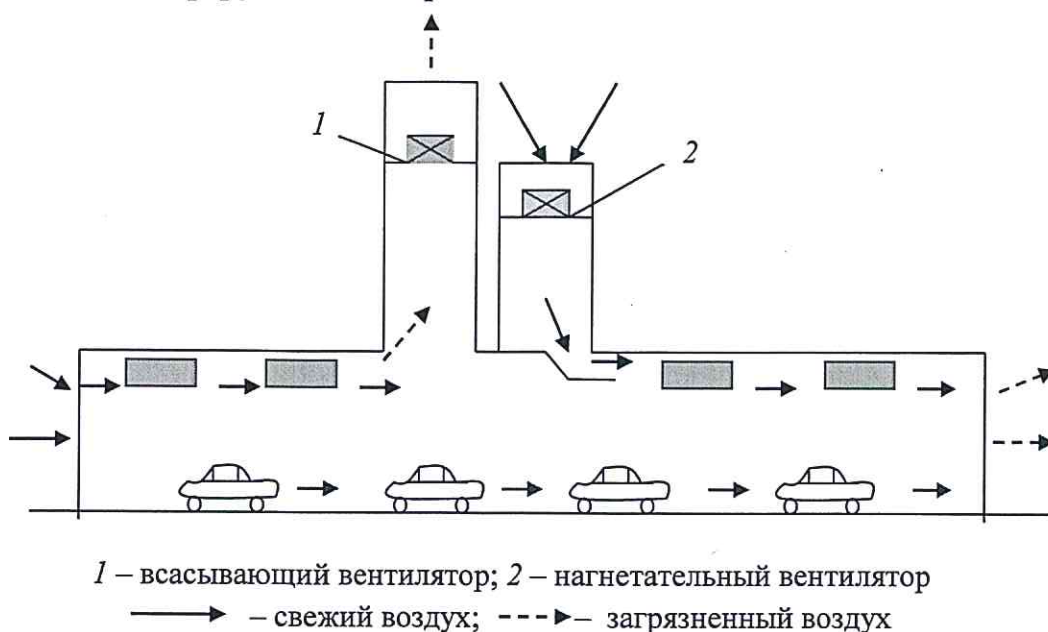 1
2
1 – всасывающий вентилятор; 2 – нагнетательный вентилятор
– свежий воздух; – загрязненный воздух